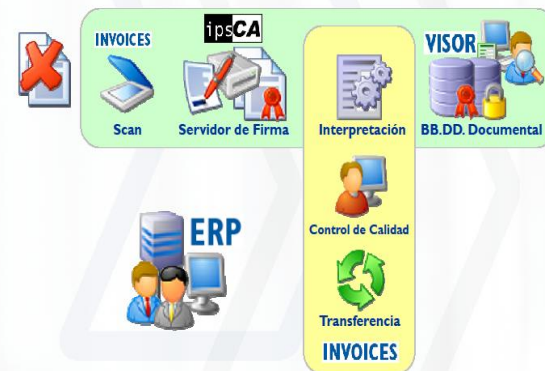 INVOICES
ipsCA
VISOR
Scan
Servidor de Firma
Interpretación
BB.DD. Documental
Control de Calidad
ERP
Transferencia
INVOICES